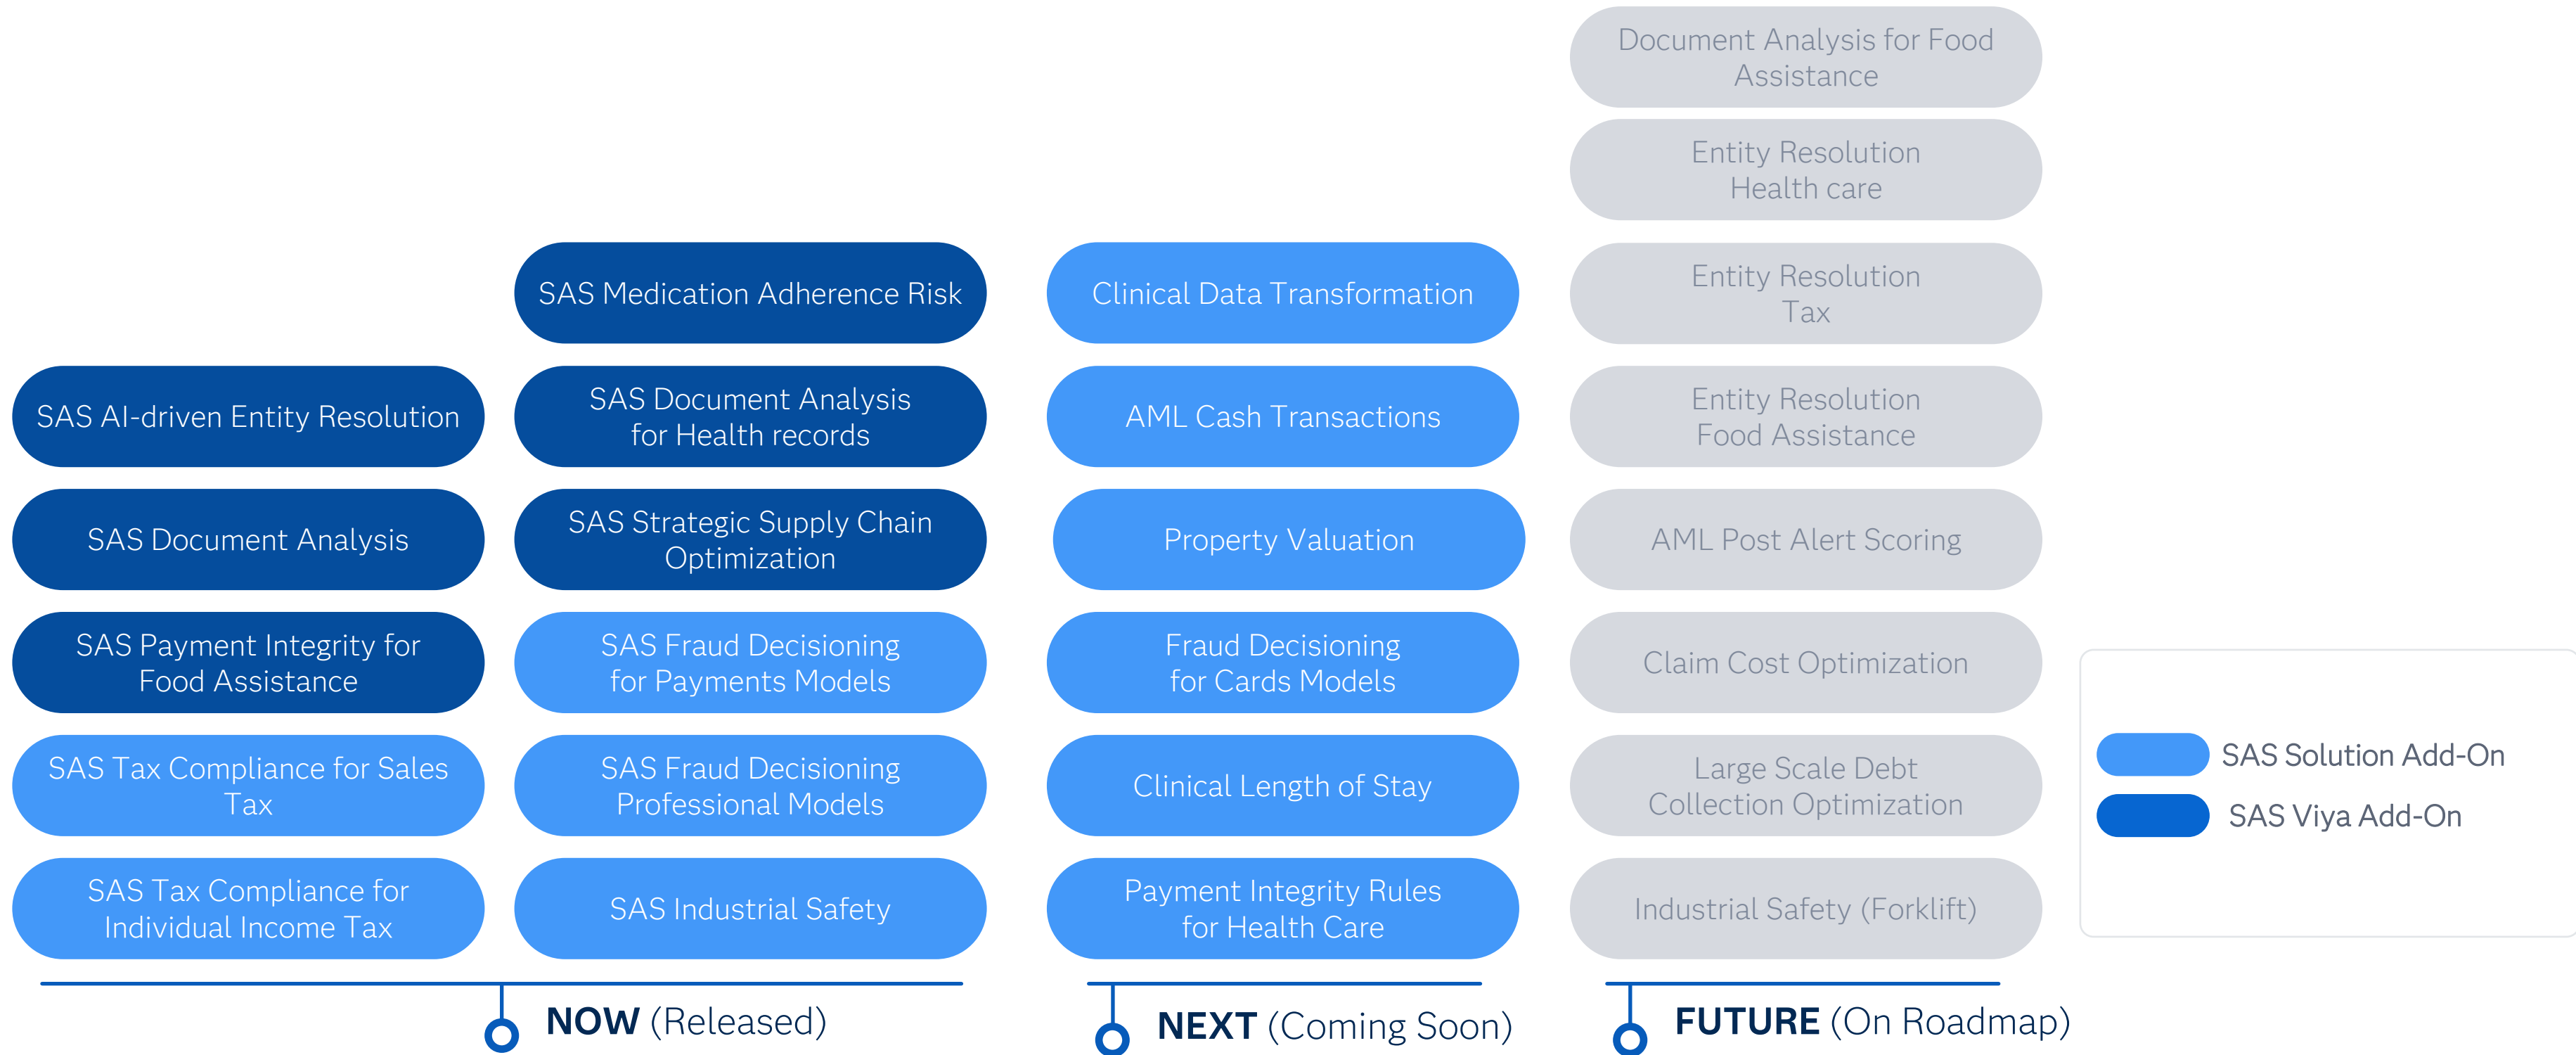 SAS AI-driven Entity Resolution
SAS Document Analysis
SAS Payment Integrity for
Food Assistance
SAS Tax Compliance for Sales
Tax
SAS Tax Compliance for
Individual Income Tax
SAS Medication Adherence Risk
SAS Document Analysis
for Health records
SAS Strategic Supply Chain
Optimization
SAS Fraud Decisioning
for Payments Models
SAS Fraud Decisioning
Professional Models
SAS Industrial Safety
NOW (Released)
Clinical Data Transformation
AML Cash Transactions
Property Valuation
Fraud Decisioning
for Cards Models
Clinical Length of Stay
Payment Integrity Rules
for Health Care
NEXT (Coming Soon)
Document Analysis for Food
Assistance
Entity Resolution
Health care
Entity Resolution
Tax
Entity Resolution
Food Assistance
AML Post Alert Scoring
Claim Cost Optimization
Large Scale Debt
Collection Optimization
Industrial Safety (Forklift)
FUTURE (On Roadmap)
SAS Solution Add-On
SAS Viya Add-On